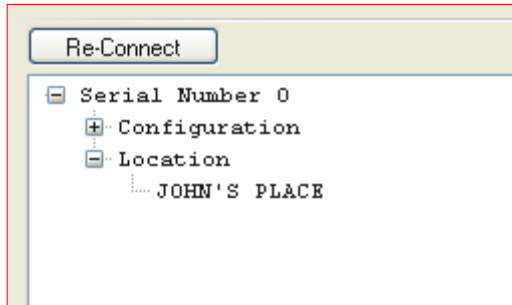 Re-Connect
Serial Number 0
Configuration
Location
JOHN'S PLACE